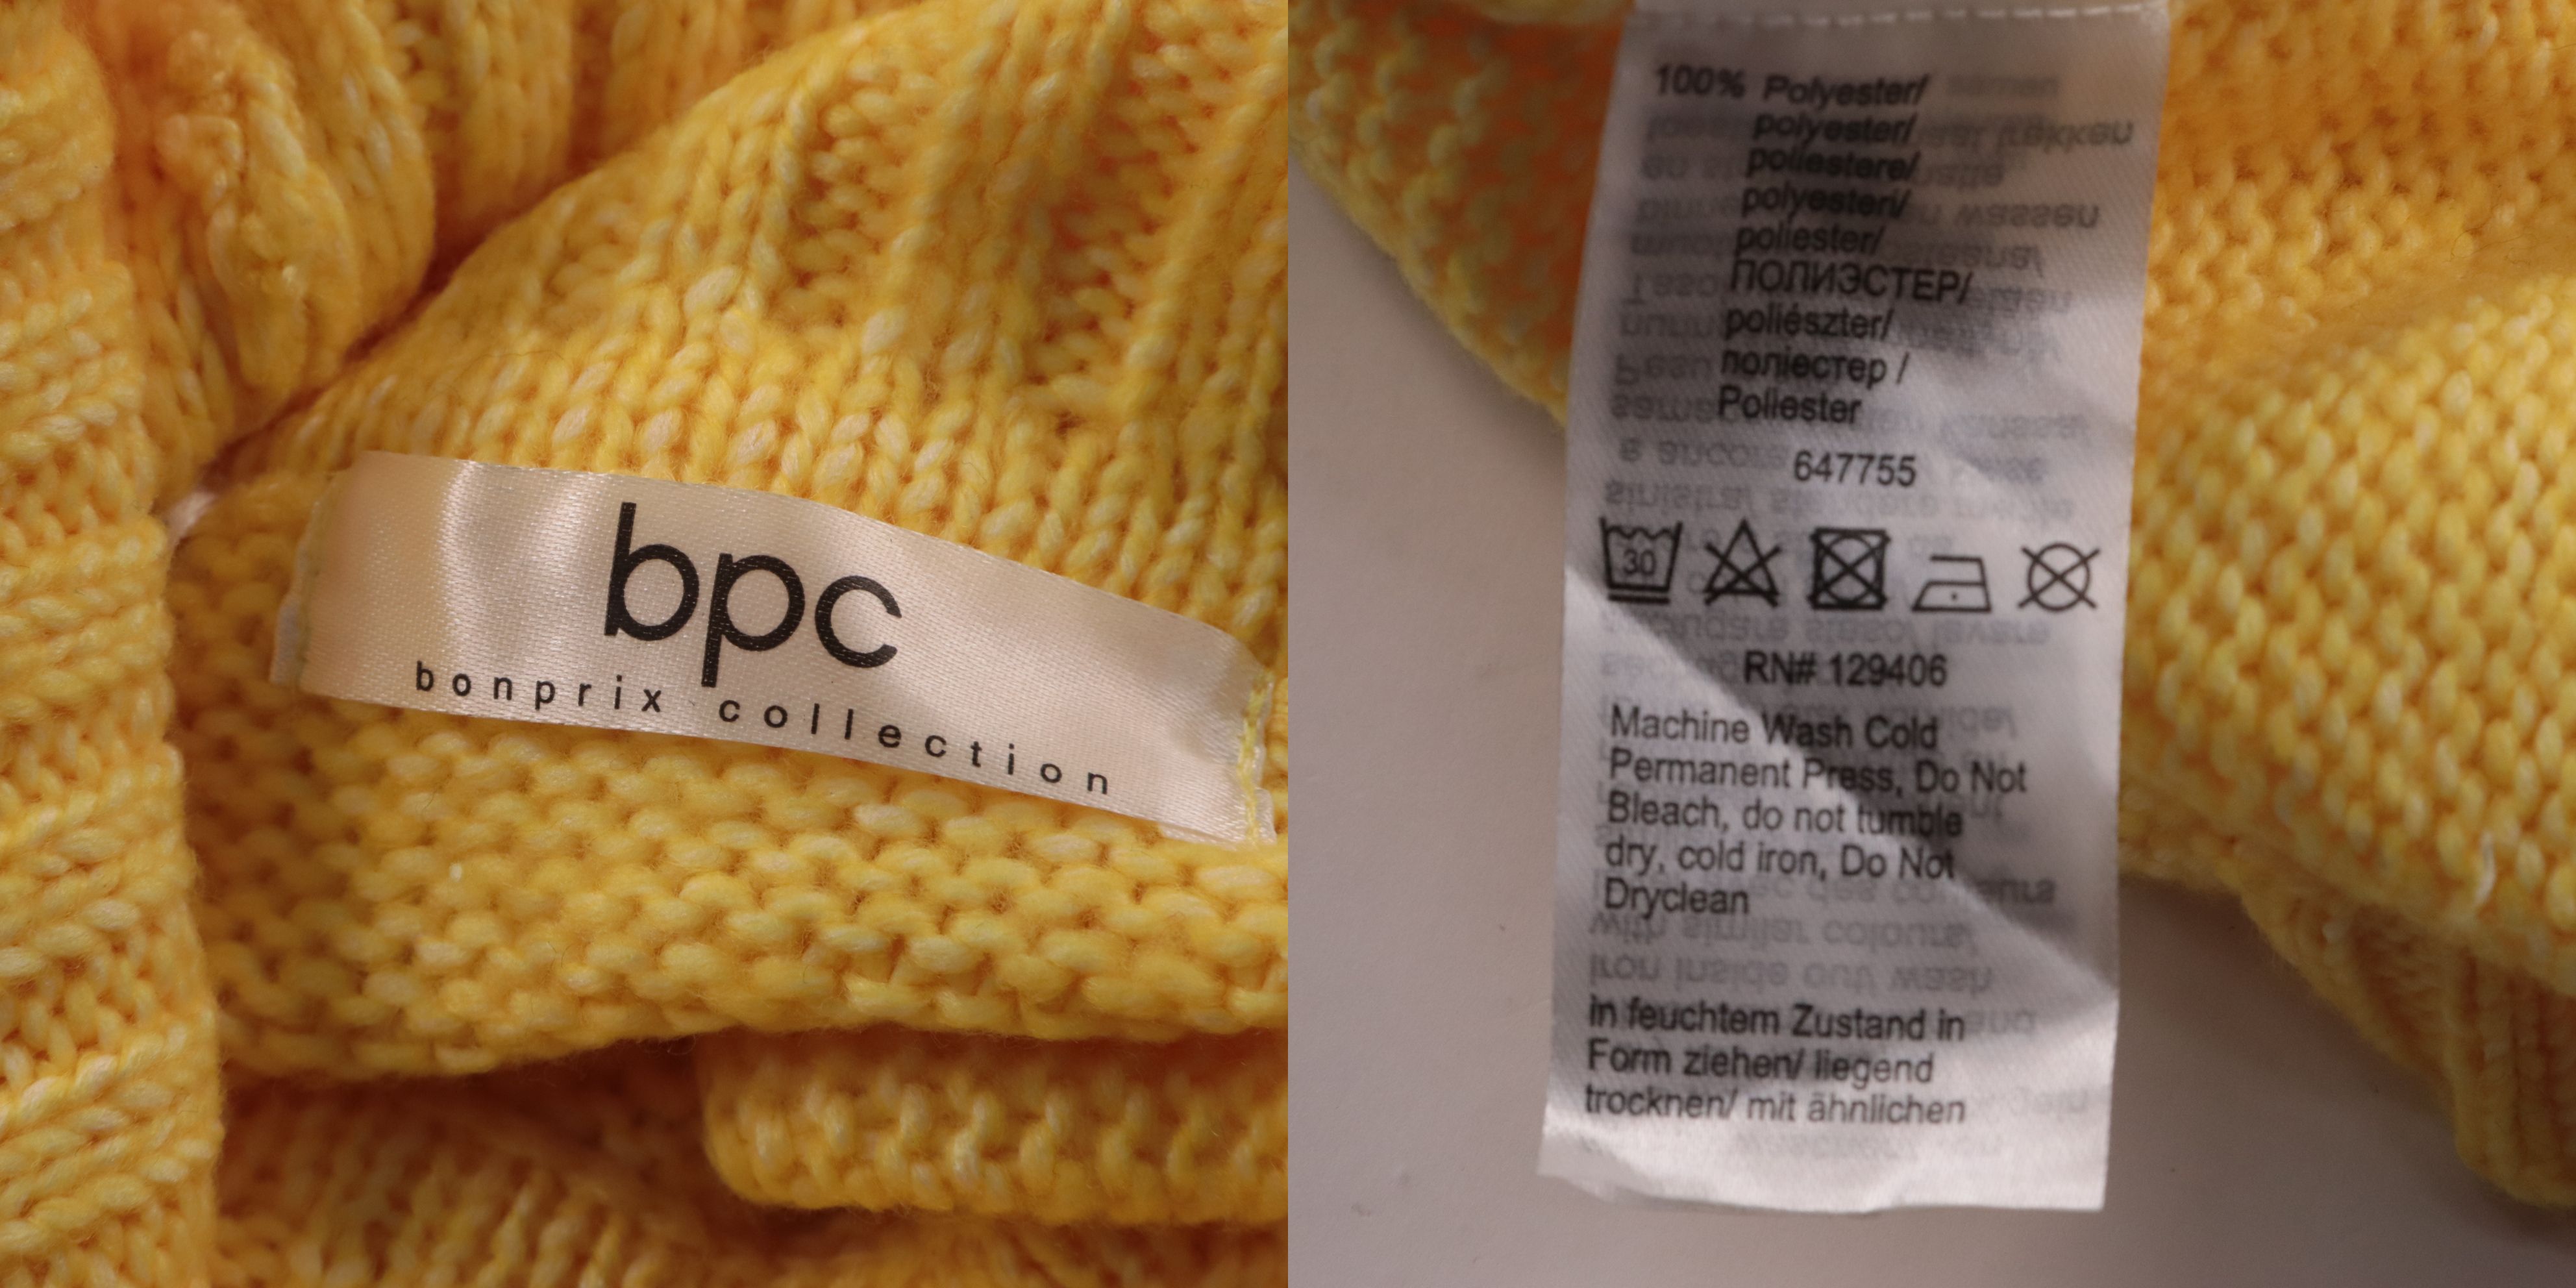 bpc
bonprix collection
100% Polyester/
polyester/
poliestere/
polyesteri/
poliester/
ПОЛИЭСТЕР/
poliészter/
поліестер /
Poliester
647755
30
RN# 129406
Machine Wash Cold
Permanent Press, Do Not
Bleach, do not tumble
dry, cold iron, Do Not
Dryclean
in feuchtem Zustand in
Form ziehen/ liegend
trocknen/ mit ähnlichen